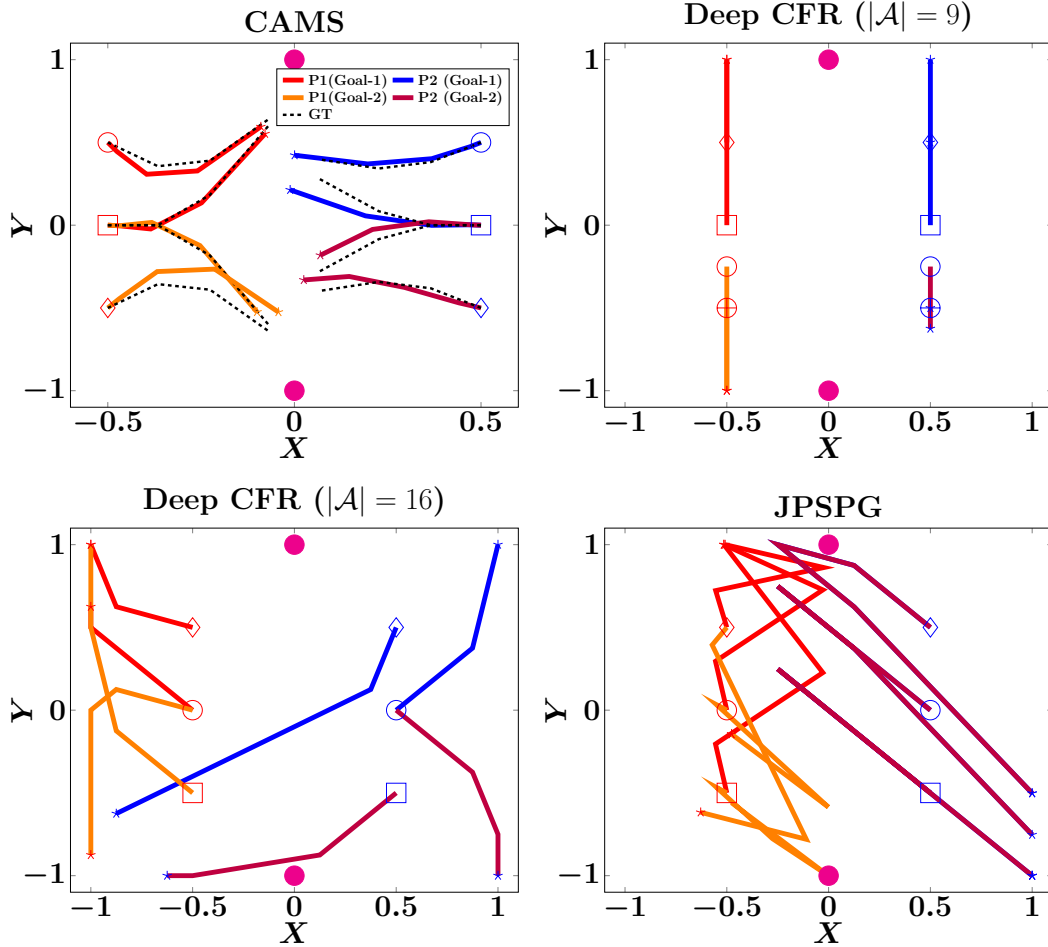 CAMS
P1(Goal-1) P2 (Goal-1)
P1(Goal-2) P2 (Goal-2)
GT
1
0
−1
Y
−0.5 0 0.5
X
Deep CFR (|𝒜| = 9)
1
0
−1
Y
−1 −0.5 0 0.5 1
X
Deep CFR (|𝒜| = 16)
1
0
−1
Y
−1 −0.5 0 0.5 1
X
JPSPG
1
0
−1
Y
−1 −0.5 0 0.5 1
X